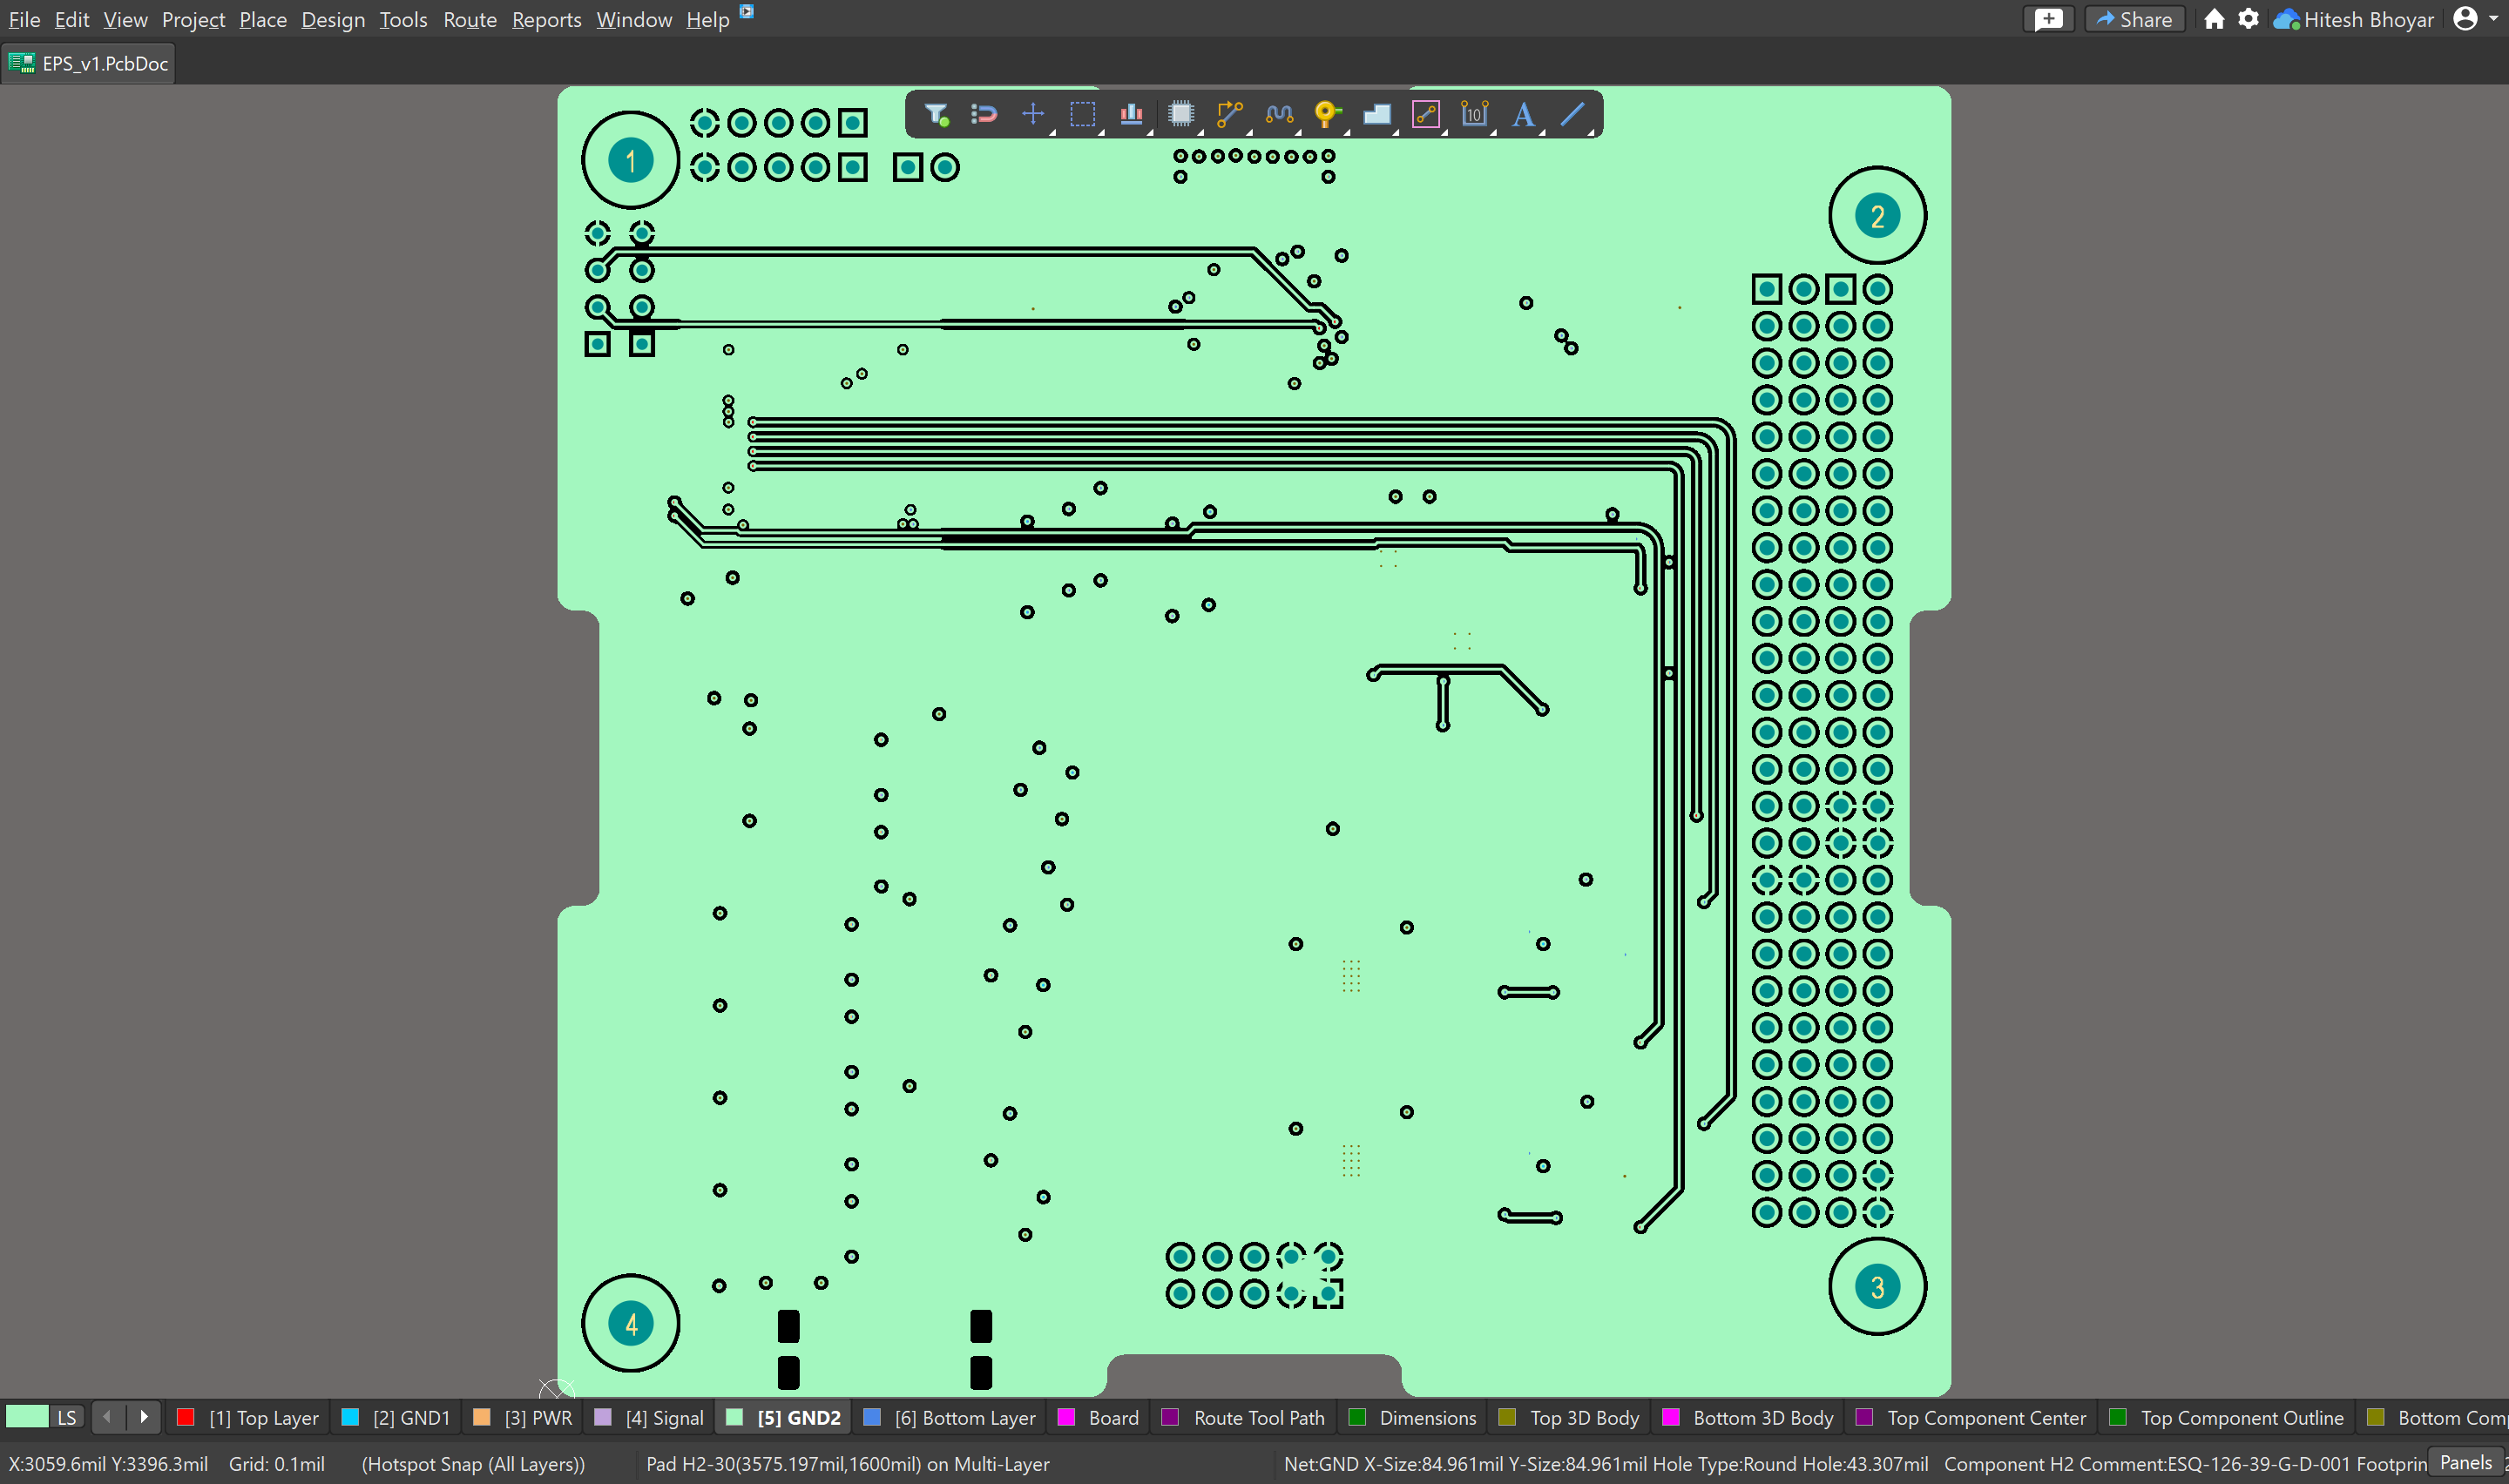 File Edit View Project Place Design Tools Route Reports Window Help Share Hitesh Bhoyar
EPS_v1.PcbDoc
10 A
1
2
3
4
LS [1] Top Layer [2] GND1 [3] PWR [4] Signal [5] GND2 [6] Bottom Layer Board Route Tool Path Dimensions Top 3D Body Bottom 3D Body Top Component Center Top Component Outline Bottom Com
X:3059.6mil Y:3396.3mil Grid: 0.1mil (Hotspot Snap (All Layers)) Pad H2-30(3575.197mil,1600mil) on Multi-Layer Net:GND X-Size:84.961mil Y-Size:84.961mil Hole Type:Round Hole:43.307mil Component H2 Comment:ESQ-126-39-G-D-001 Footprin Panels